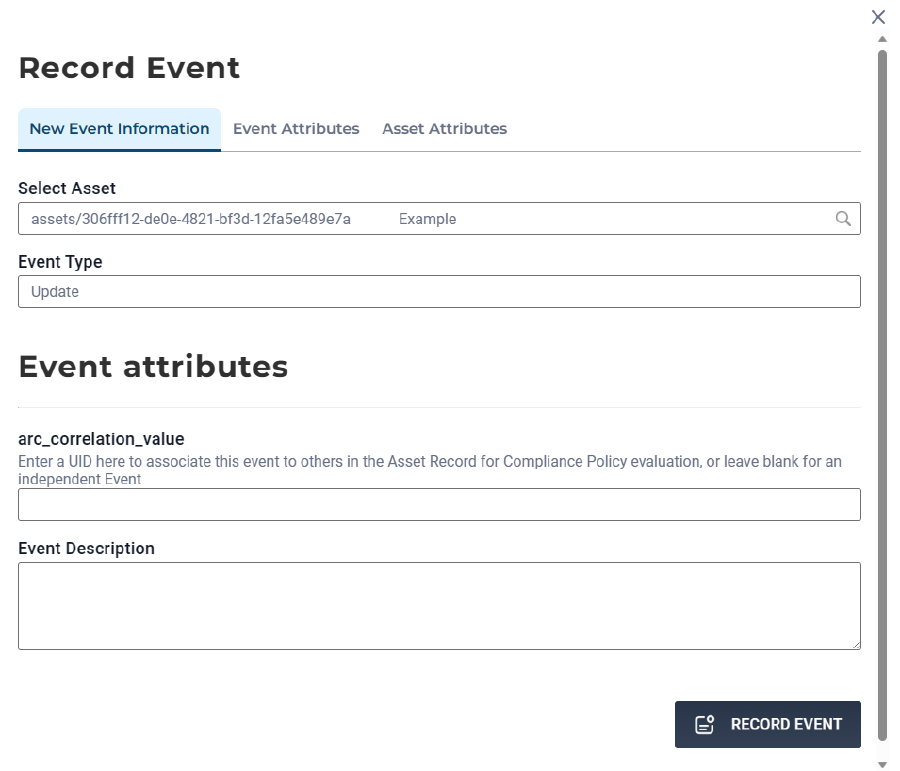 Record Event
New Event Information Event Attributes Asset Attributes
Select Asset
assets/306fff12-de0e-4821-bf3d-12fa5e489e7a Example
Event Type
Update
Event attributes
arc_correlation_value
Enter a UID here to associate this event to others in the Asset Record for Compliance Policy evaluation, or leave blank for an
independent Event
Event Description
RECORD EVENT